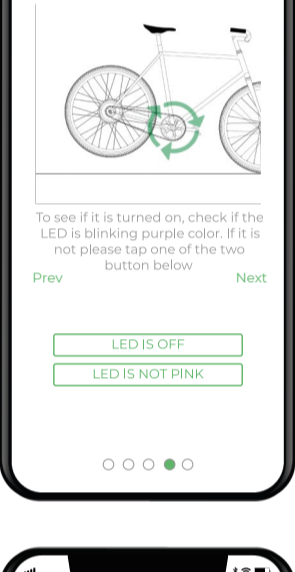 To see if it is turned on, check if the
LED is blinking purple color. If it is
not please tap one of the two
button below
Prev Next
LED IS OFF
LED IS NOT PINK